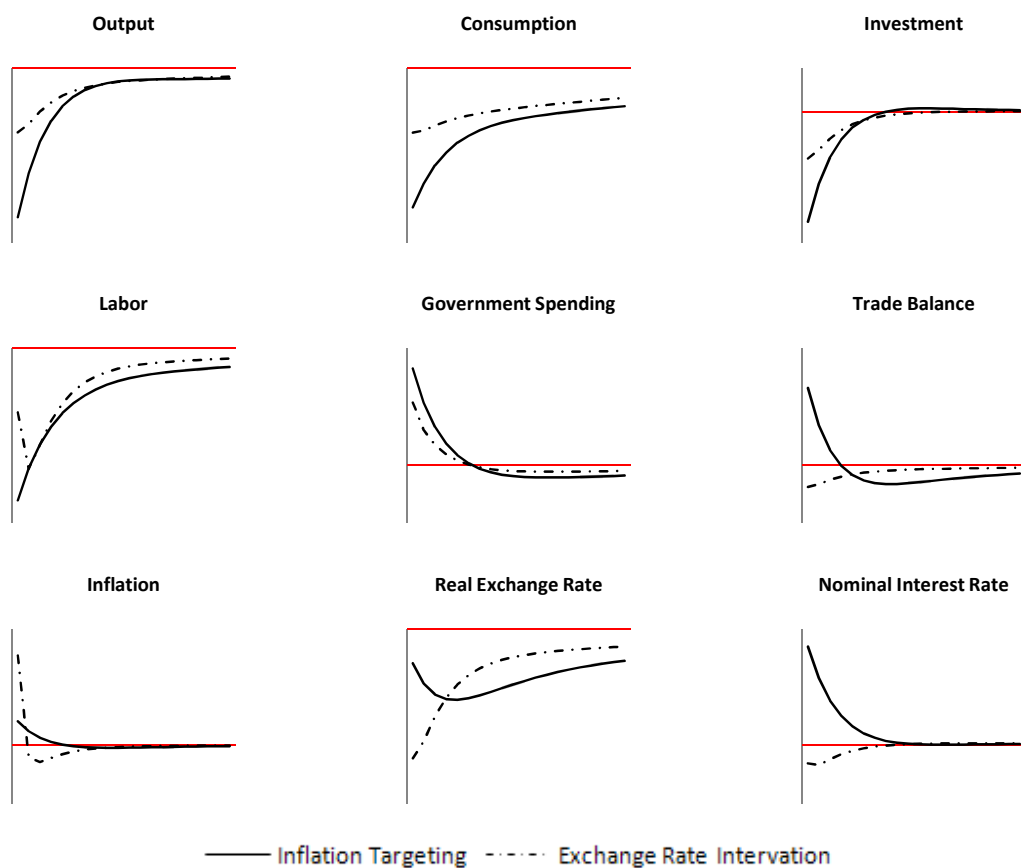 Output
Consumption
Investment
Labor
Government Spending
Trade Balance
Inflation
Real Exchange Rate
Nominal Interest Rate
Inflation Targeting
Exchange Rate Intervation